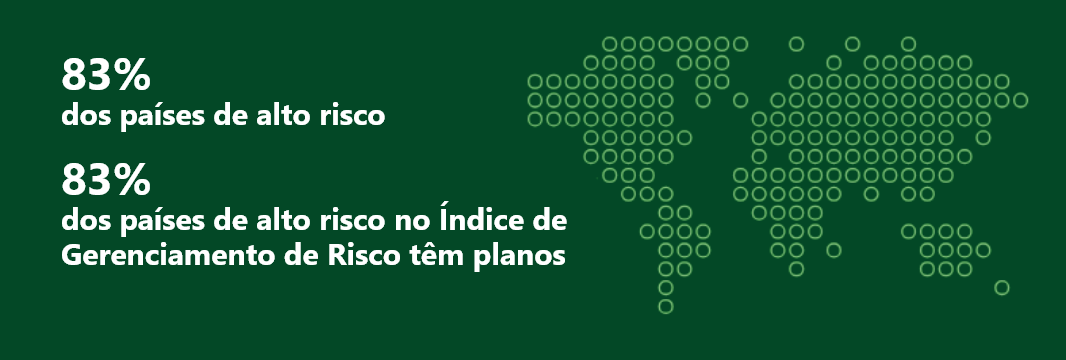 83%
dos países de alto risco
83%
dos países de alto risco no Índice de
Gerenciamento de Risco têm planos